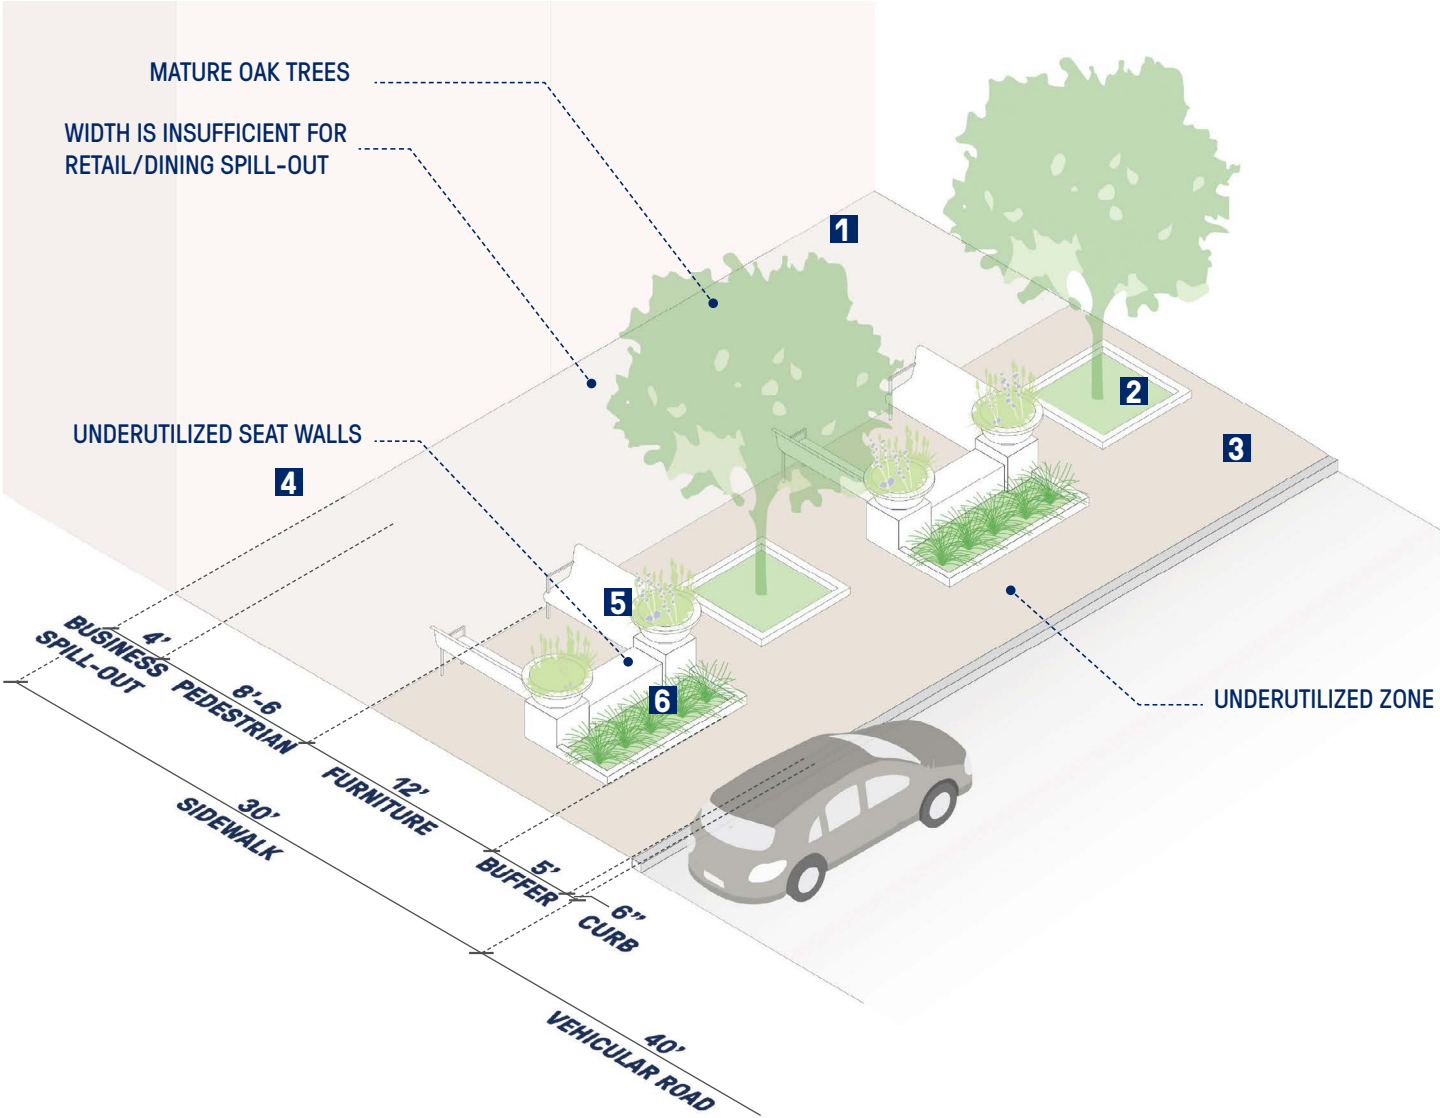 MATURE OAK TREES
WIDTH IS INSUFFICIENT FOR
RETAIL/DINING SPILL-OUT
1
2
3
UNDERUTILIZED SEAT WALLS
4
5
6
UNDERUTILIZED ZONE
4'
BUSINESS
SPILL-OUT
8'-6
PEDESTRIAN
12'
FURNITURE
5'
BUFFER
6"
CURB
30'
SIDEWALK
40'
VEHICULAR ROAD